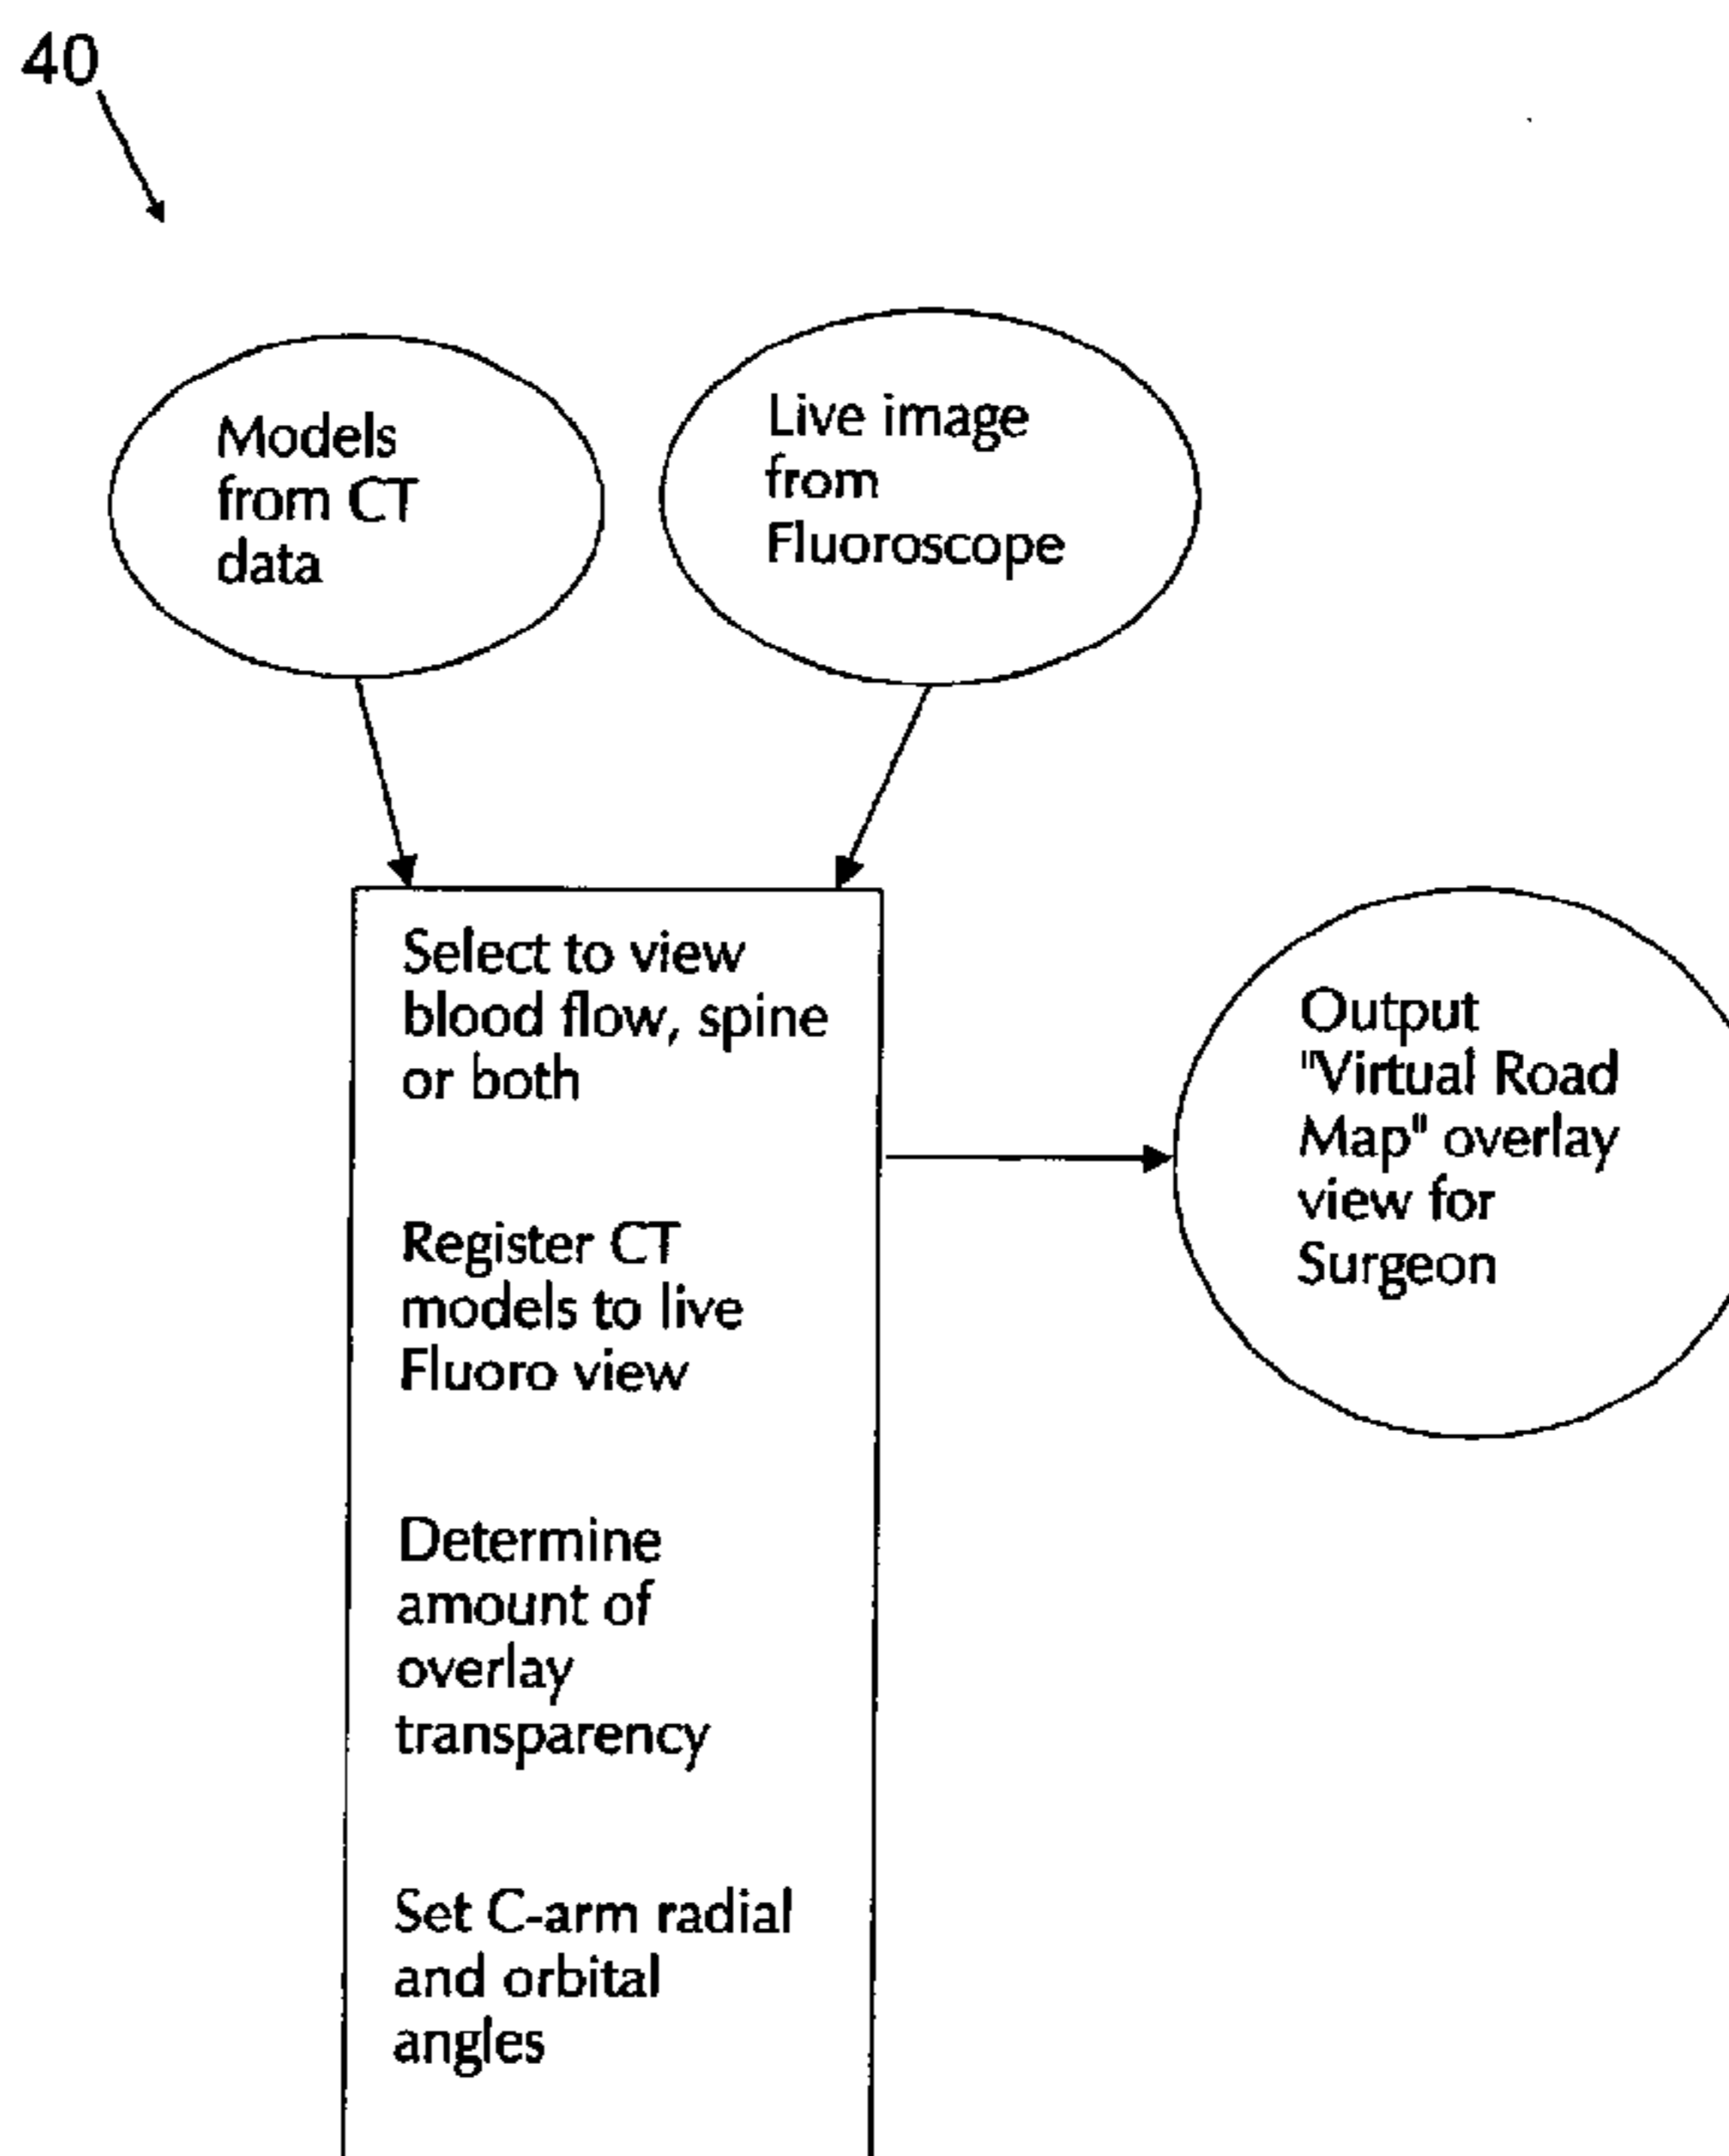 40
Models
from CT
data
Live image
from
Fluoroscope
Select to view
blood flow, spine
or both
Register CT
models to live
Fluoro view
Determine
amount of
overlay
transparency
Set C-arm radial
and orbital
angles
Output
"Virtual Road
Map" overlay
view for
Surgeon